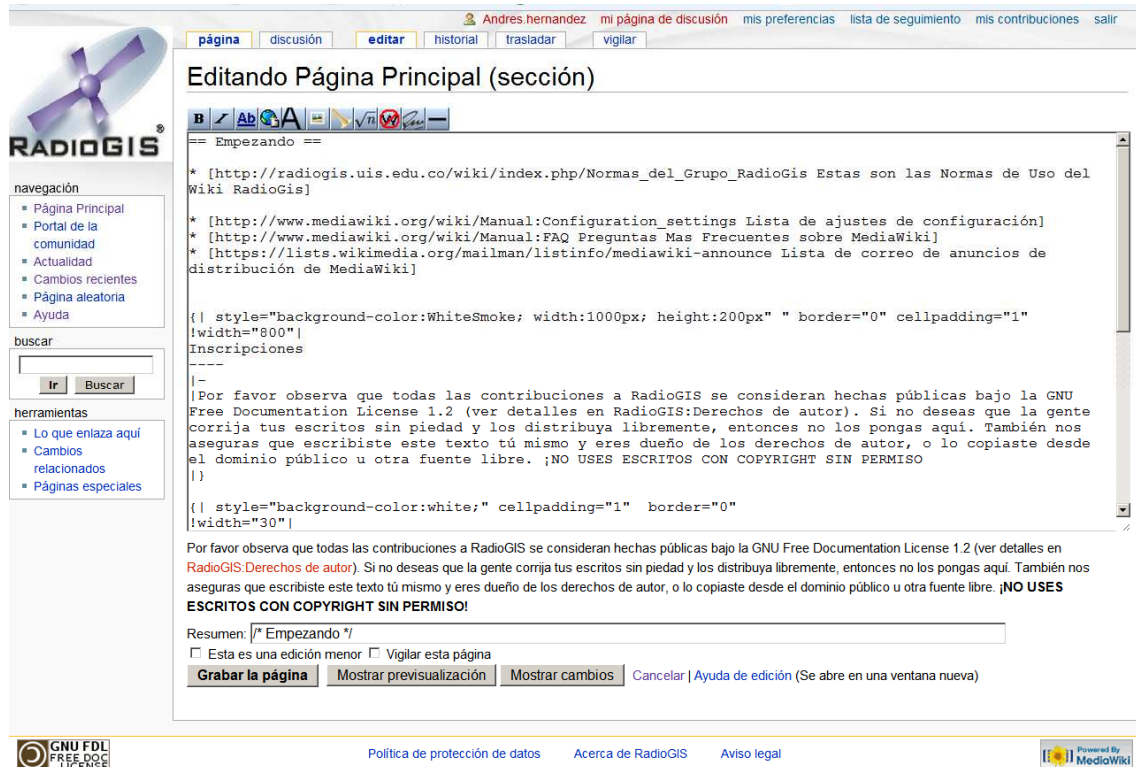 Andres.hernandez mi página de discusión mis preferencias lista de seguimiento mis contribuciones salir
página discusión editar historial trasladar vigilar
RADIOGIS®
Editando Página Principal (sección)
B I Ab A √n W
navegación
Página Principal
Portal de la
comunidad
Actualidad
Cambios recientes
Página aleatoria
Ayuda
buscar
Ir Buscar
herramientas
Lo que enlaza aquí
Cambios
relacionados
Páginas especiales
== Empezando ==
* [http://radiogis.uis.edu.co/wiki/index.php/Normas_del_Grupo_RadioGis Estas son las Normas de Uso del
Wiki RadioGis]
* [http://www.mediawiki.org/wiki/Manual:Configuration_settings Lista de ajustes de configuración]
* [http://www.mediawiki.org/wiki/Manual:FAQ Preguntas Mas Frecuentes sobre MediaWiki]
* [https://lists.wikimedia.org/mailman/listinfo/mediawiki-announce Lista de correo de anuncios de
distribución de MediaWiki]
{| style="background-color:WhiteSmoke; width:1000px; height:200px" " border="0" cellpadding="1"
!width="800"|
Inscripciones
----
|-
|Por favor observa que todas las contribuciones a RadioGIS se consideran hechas públicas bajo la GNU
Free Documentation License 1.2 (ver detalles en RadioGIS:Derechos de autor). Si no deseas que la gente
corrija tus escritos sin piedad y los distribuya libremente, entonces no los pongas aquí. También nos
aseguras que escribiste este texto tú mismo y eres dueño de los derechos de autor, o lo copiaste desde
el dominio público u otra fuente libre. ¡NO USES ESCRITOS CON COPYRIGHT SIN PERMISO
|}
{| style="background-color:white;" cellpadding="1" border="0"
!width="30"|
Por favor observa que todas las contribuciones a RadioGIS se consideran hechas públicas bajo la GNU Free Documentation License 1.2 (ver detalles en
RadioGIS:Derechos de autor). Si no deseas que la gente corrija tus escritos sin piedad y los distribuya libremente, entonces no los pongas aquí. También nos
aseguras que escribiste este texto tú mismo y eres dueño de los derechos de autor, o lo copiaste desde el dominio público u otra fuente libre. ¡NO USES
ESCRITOS CON COPYRIGHT SIN PERMISO!
Resumen: /* Empezando */
Esta es una edición menor Vigilar esta página
Grabar la página Mostrar previsualización Mostrar cambios Cancelar | Ayuda de edición (Se abre en una ventana nueva)
GNU FDL
FREE DOC
LICENSE
Política de protección de datos Acerca de RadioGIS Aviso legal
Powered By
MediaWiki